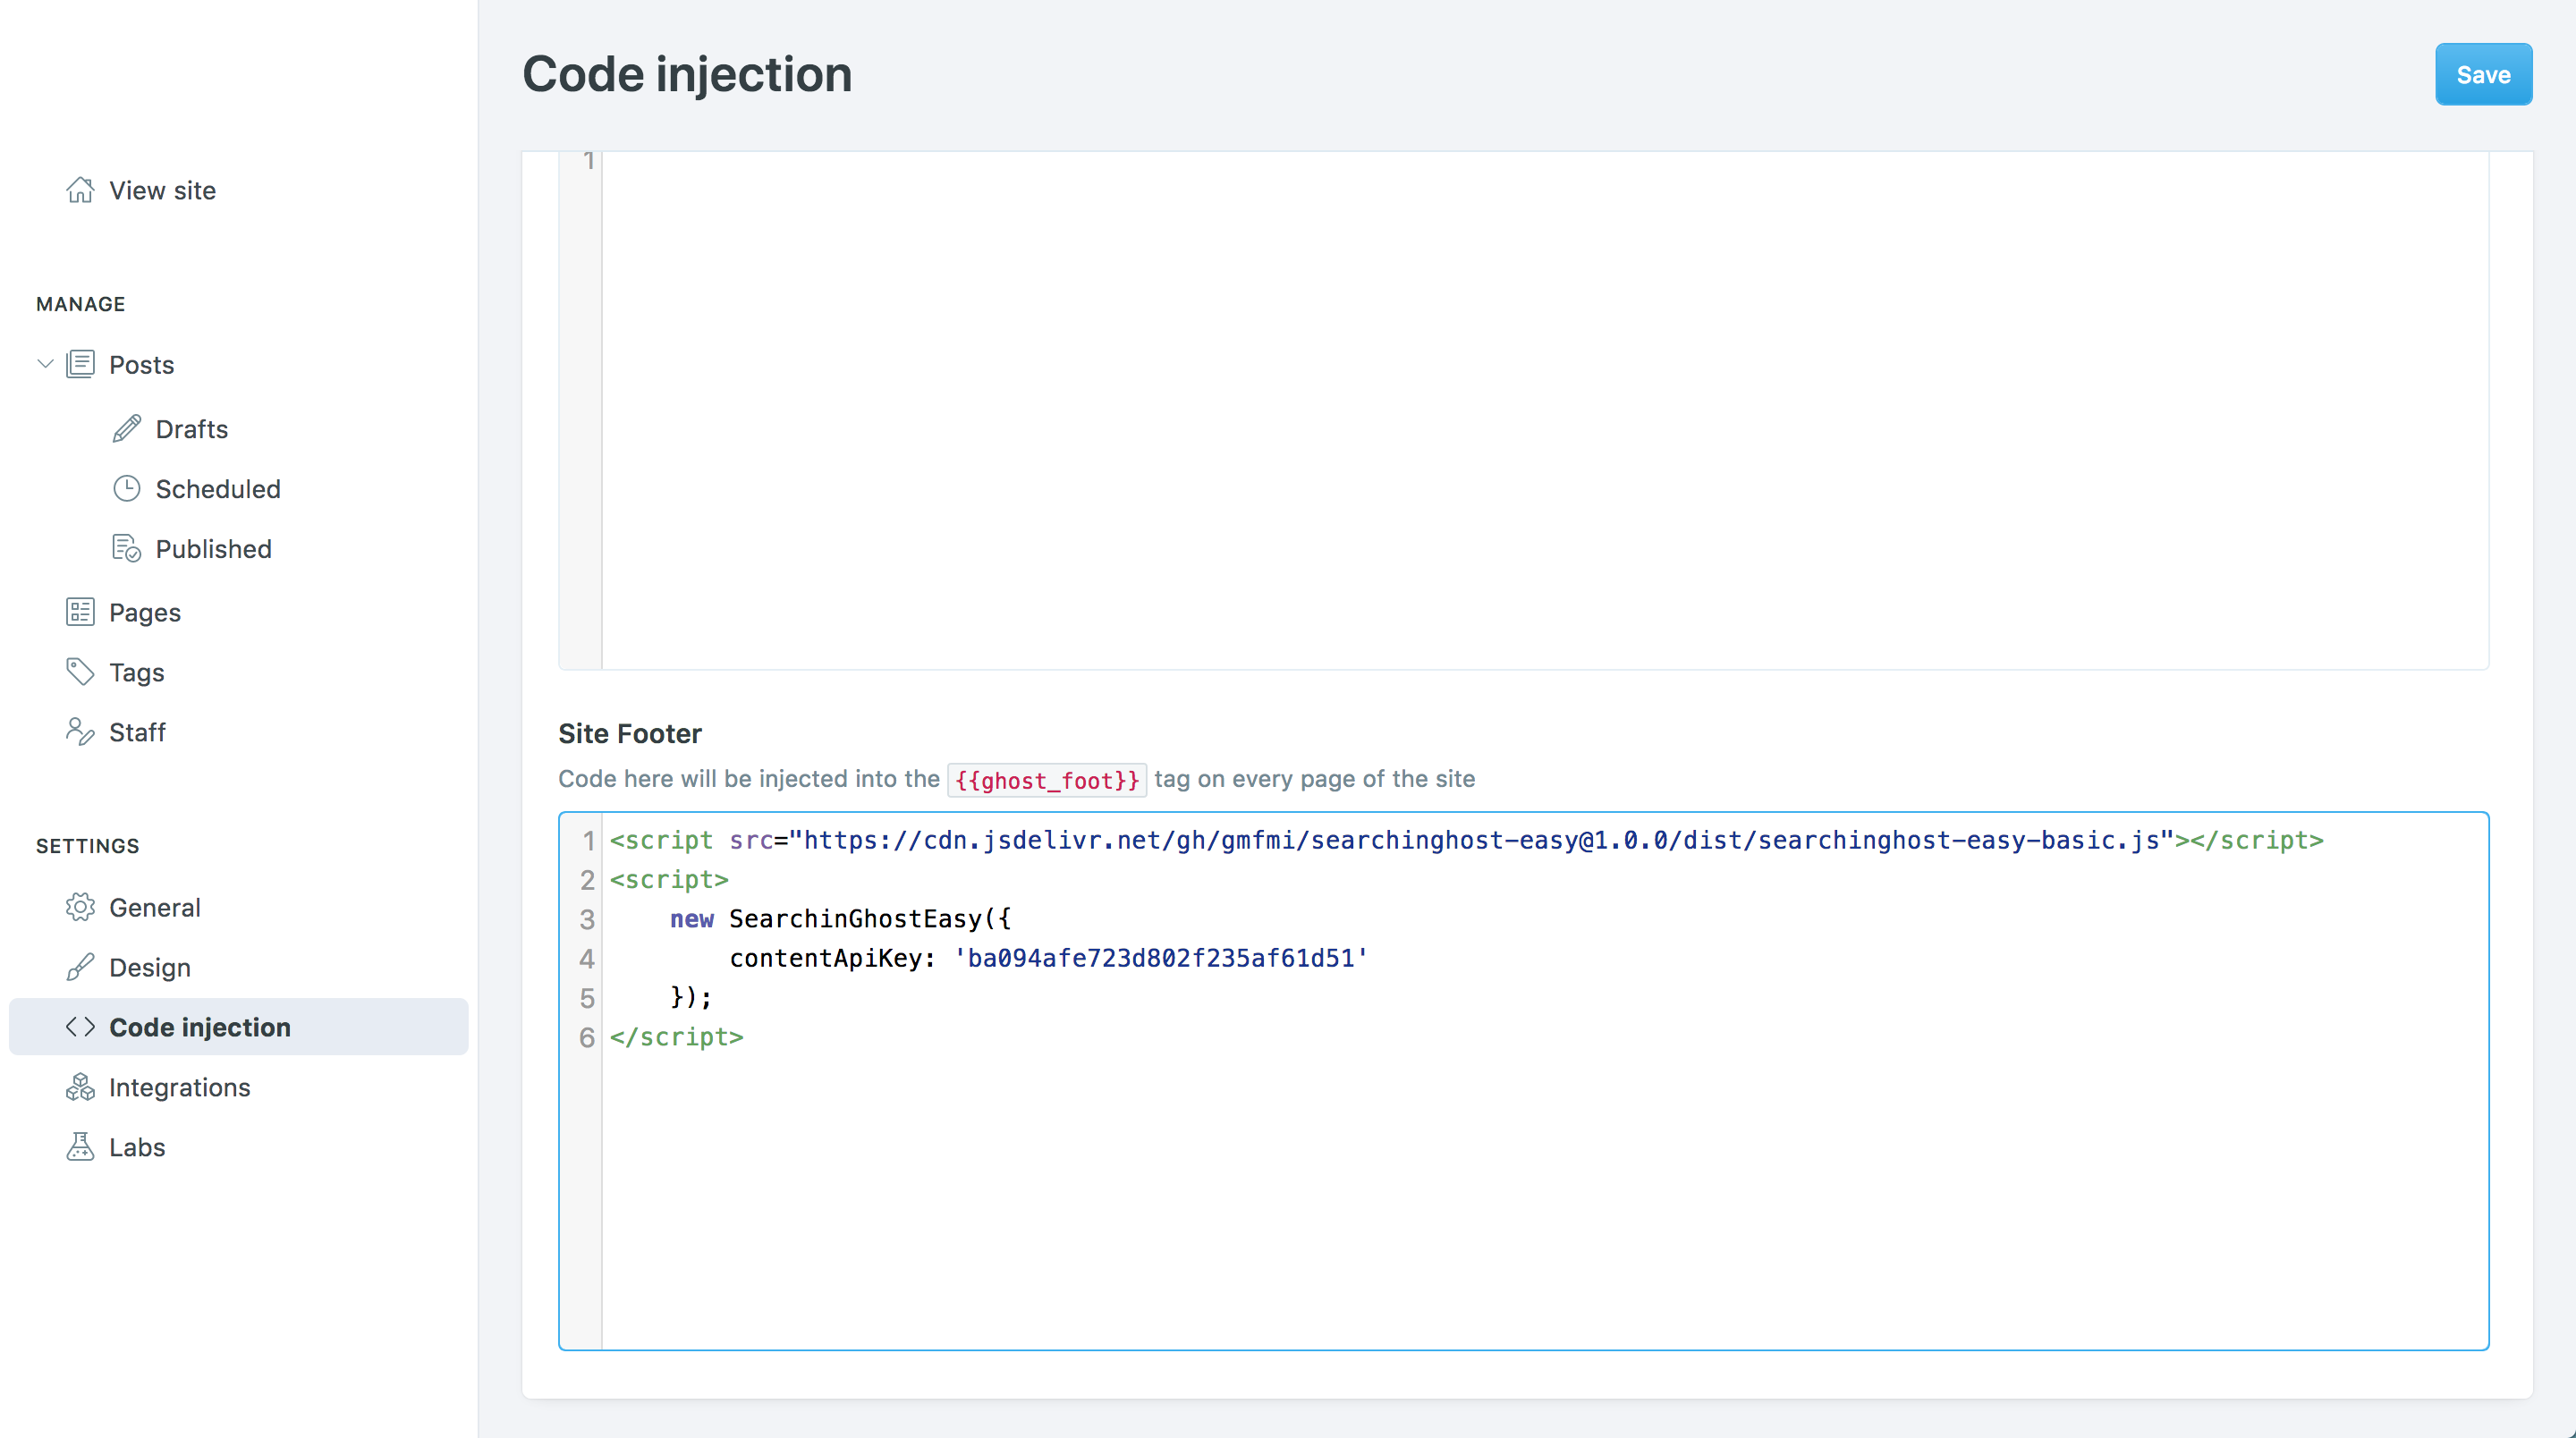 View site
MANAGE
Posts
Drafts
Scheduled
Published
Pages
Tags
Staff
SETTINGS
General
Design
Code injection
Integrations
Labs
Code injection
Save
1
Site Footer
Code here will be injected into the {{ghost_foot}} tag on every page of the site
1 <script src="https://cdn.jsdelivr.net/gh/gmfmi/searchinghost-easy@1.0.0/dist/searchinghost-easy-basic.js"></script>
2 <script>
3     new SearchinGhostEasy({
4         contentApiKey: 'ba094afe723d802f235af61d51'
5     });
6 </script>